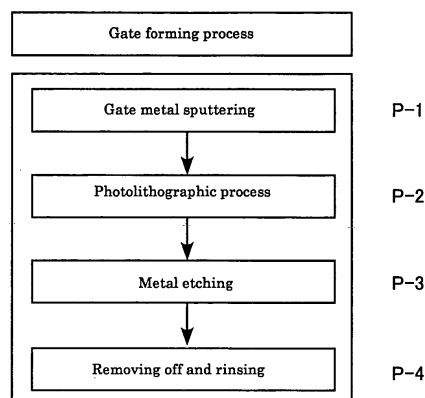 Gate forming process
Gate metal sputtering
P-1
Photolithographic process
P-2
Metal etching
P-3
Removing off and rinsing
P-4